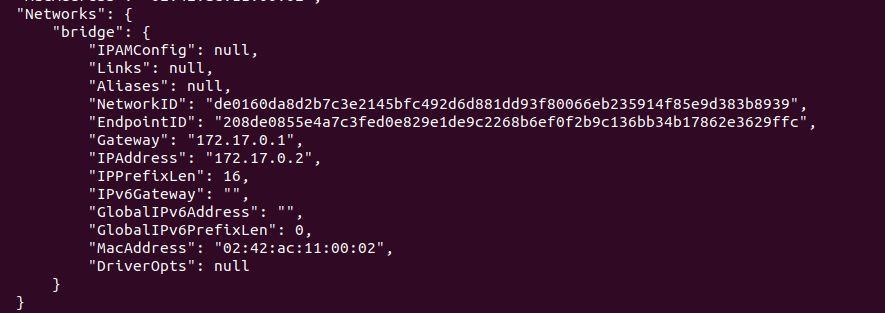 "Networks": {
"bridge": {
"IPAMConfig": null,
"Links": null,
"Aliases": null,
"NetworkID": "de0160da8d2b7c3e2145bfc492d6d881dd93f80066eb235914f85e9d383b8939",
"EndpointID": "208de0855e4a7c3fed0e829e1de9c2268b6ef0f2b9c136bb34b17862e3629ffc",
"Gateway": "172.17.0.1",
"IPAddress": "172.17.0.2",
"IPPrefixLen": 16,
"IPv6Gateway": "",
"GlobalIPv6Address": "",
"GlobalIPv6PrefixLen": 0,
"MacAddress": "02:42:ac:11:00:02",
"DriverOpts": null
}
}